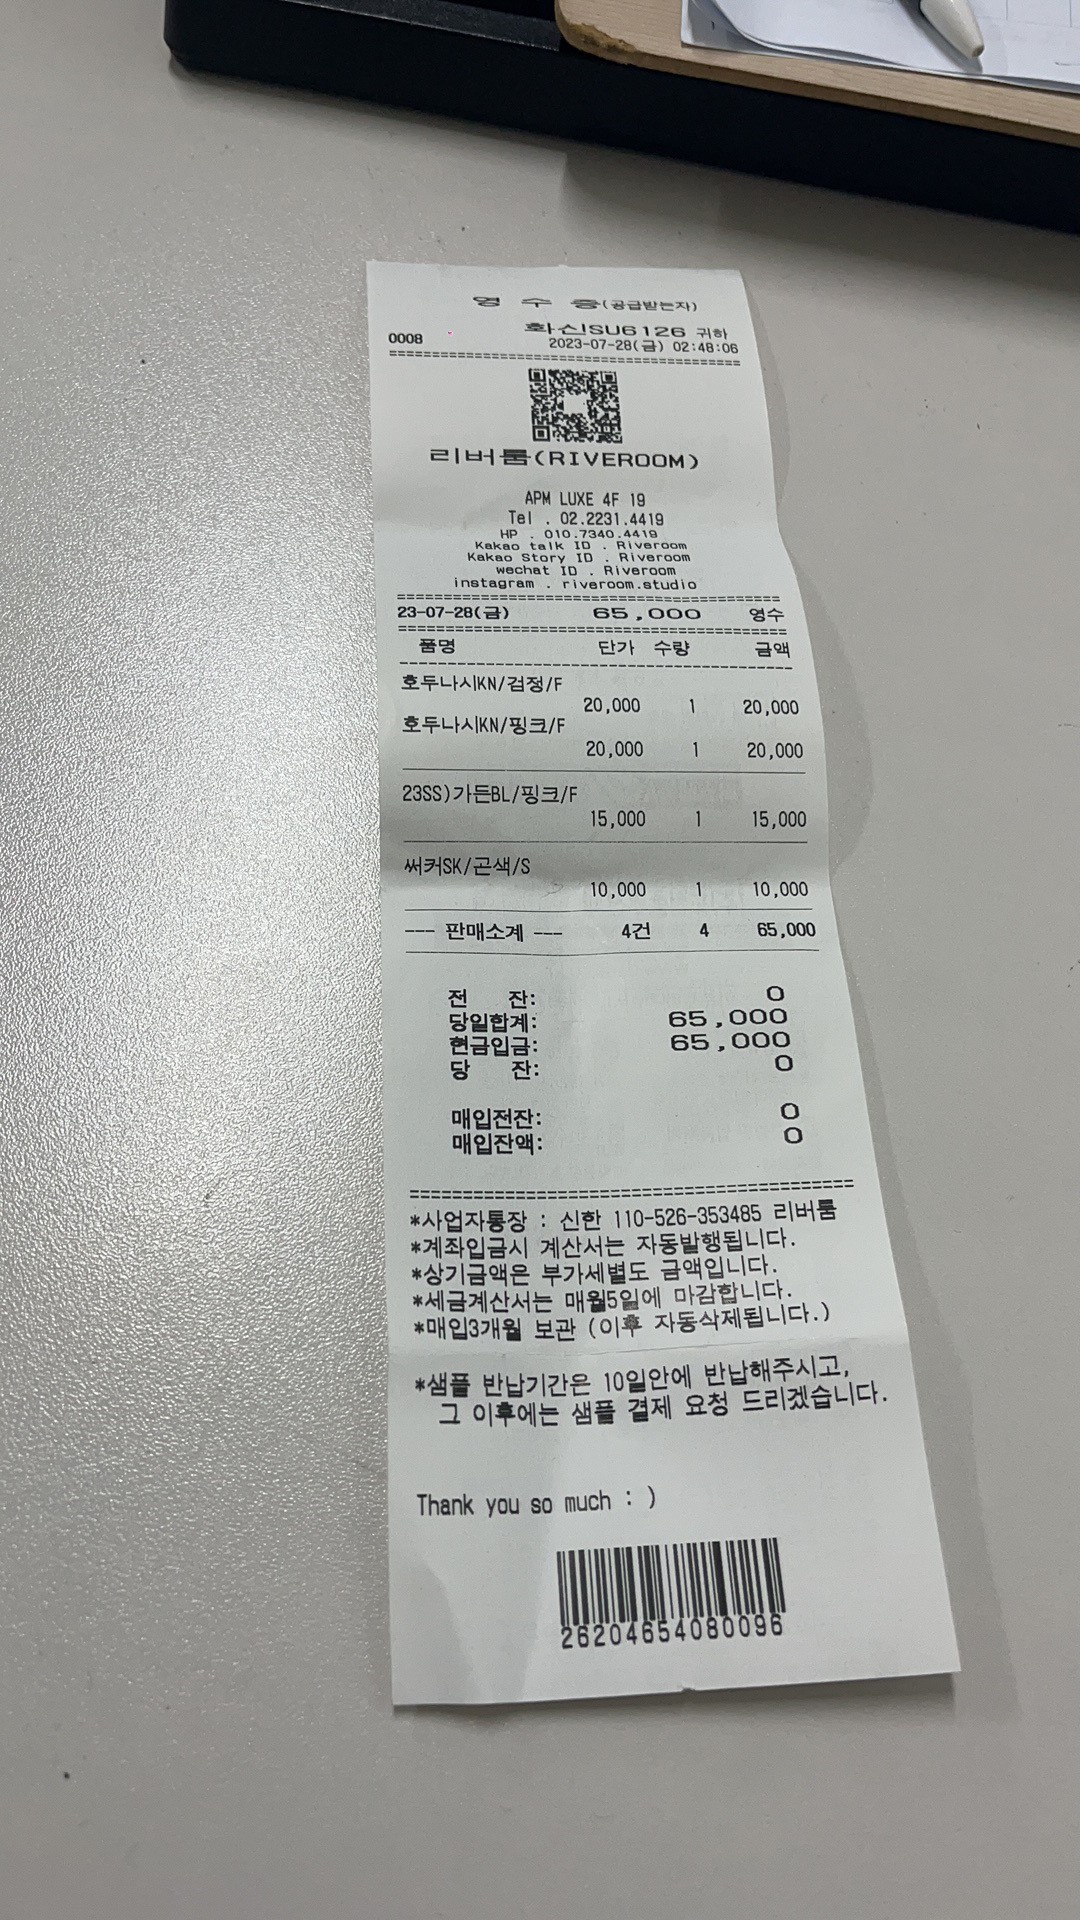 영 수 증(공급받는자)
화신SU6126 귀하
0008 2023-07-28(금) 02:48:06
========================================
리버룸(RIVEROOM)
APM LUXE 4F 19
Tel . 02.2231.4419
HP . 010.7340.4419
Kakao talk ID . Riveroom
Kakao Story ID . Riveroom
wechat ID . Riveroom
instagram . riveroom.studio
========================================
23-07-28(금) 65,000 영수
========================================
품명 단가 수량 금액
----------------------------------------
호두나시KN/검정/F
20,000 1 20,000
호두나시KN/핑크/F
20,000 1 20,000
23SS)가든BL/핑크/F
15,000 1 15,000
써커SK/곤색/S
10,000 1 10,000
--- 판매소계 --- 4건 4 65,000
전 잔: 0
당일합계: 65,000
현금입금: 65,000
당 잔: 0
매입전잔: 0
매입잔액: 0
========================================
*사업자통장 : 신한 110-526-353485 리버룸
*계좌입금시 계산서는 자동발행됩니다.
*상기금액은 부가세별도 금액입니다.
*세금계산서는 매월5일에 마감합니다.
*매입3개월 보관 (이후 자동삭제됩니다.)
*샘플 반납기간은 10일안에 반납해주시고,
그 이후에는 샘플 결제 요청 드리겠습니다.
Thank you so much : )
26204654080096